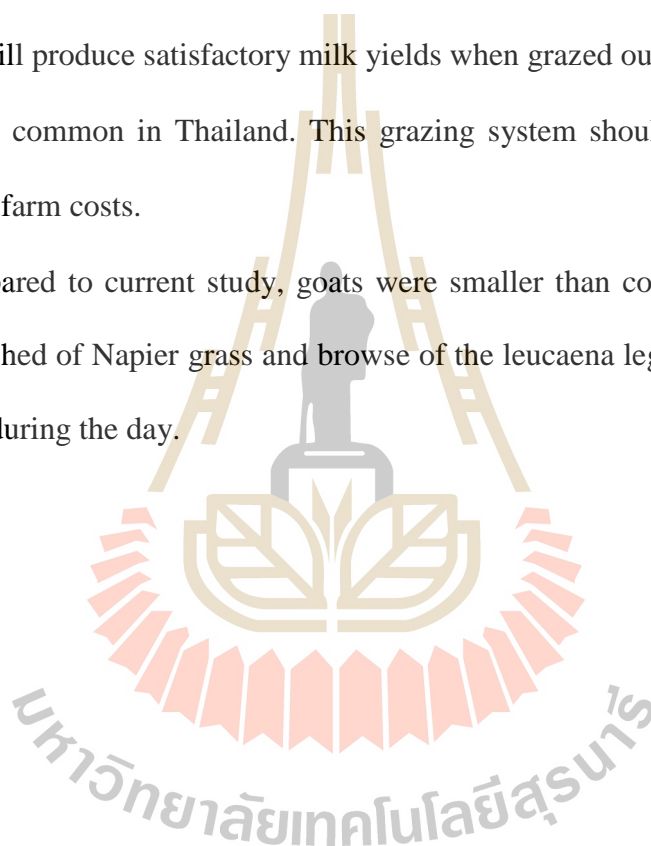 ill produce satisfactory milk yields when grazed ou
common in Thailand. This grazing system shoul
farm costs.
ared to current study, goats were smaller than co
hed of Napier grass and browse of the leucaena leg
during the day.
มหาวิทยาลัยเทคโนโลยีสุรนารี